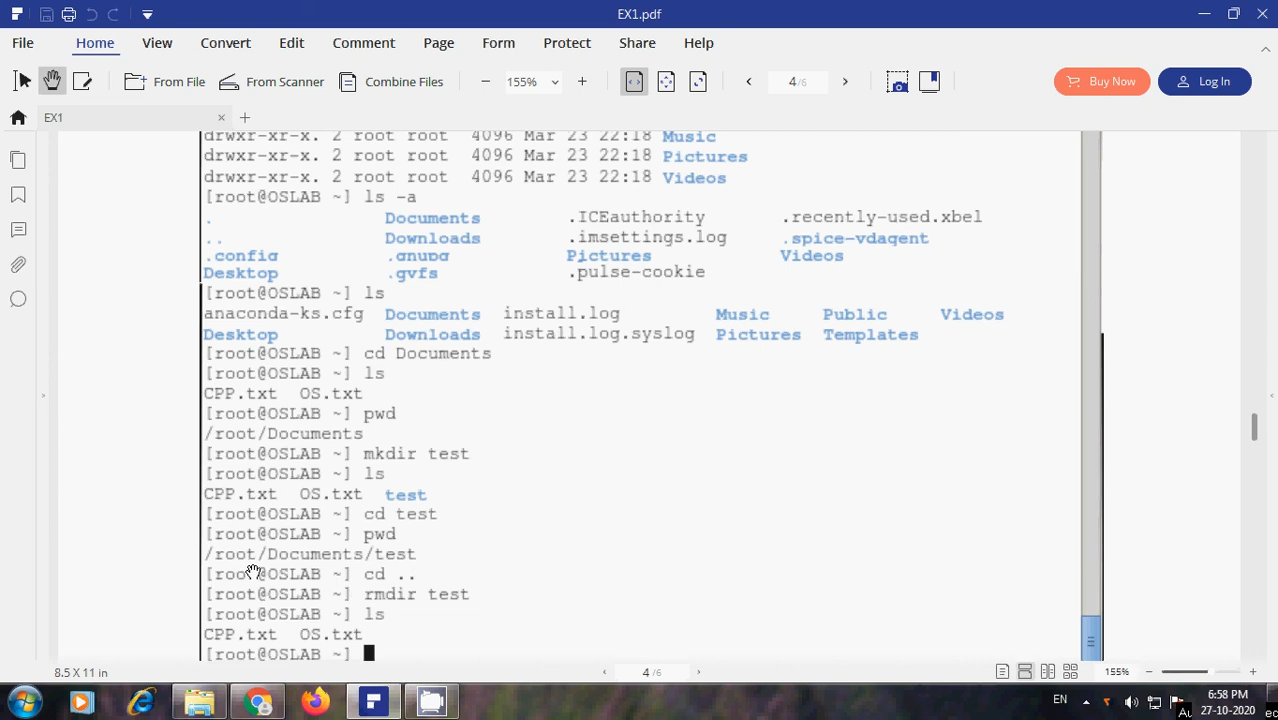 EX1.pdf
File Home View Convert Edit Comment Page Form Protect Share Help
From File From Scanner Combine Files 155% 4/6 Buy Now Log In
EX1
drwxr-xr-x. 2 root root 4096 Mar 23 22:18 Music
drwxr-xr-x. 2 root root 4096 Mar 23 22:18 Pictures
drwxr-xr-x. 2 root root 4096 Mar 23 22:18 Videos
[root@OSLAB ~] ls -a
. Documents .ICEauthority .recently-used.xbel
.. Downloads .imsettings.log .spice-vdagent
.config .gnupg Pictures Videos
Desktop .gvfs .pulse-cookie
[root@OSLAB ~] ls
anaconda-ks.cfg Documents install.log Music Public Videos
Desktop Downloads install.log.syslog Pictures Templates
[root@OSLAB ~] cd Documents
[root@OSLAB ~] ls
CPP.txt OS.txt
[root@OSLAB ~] pwd
/root/Documents
[root@OSLAB ~] mkdir test
[root@OSLAB ~] ls
CPP.txt OS.txt test
[root@OSLAB ~] cd test
[root@OSLAB ~] pwd
/root/Documents/test
[root@OSLAB ~] cd ..
[root@OSLAB ~] rmdir test
[root@OSLAB ~] ls
CPP.txt OS.txt
[root@OSLAB ~]
8.5 X 11 in 4/6 155%
EN 6:58 PM
27-10-2020